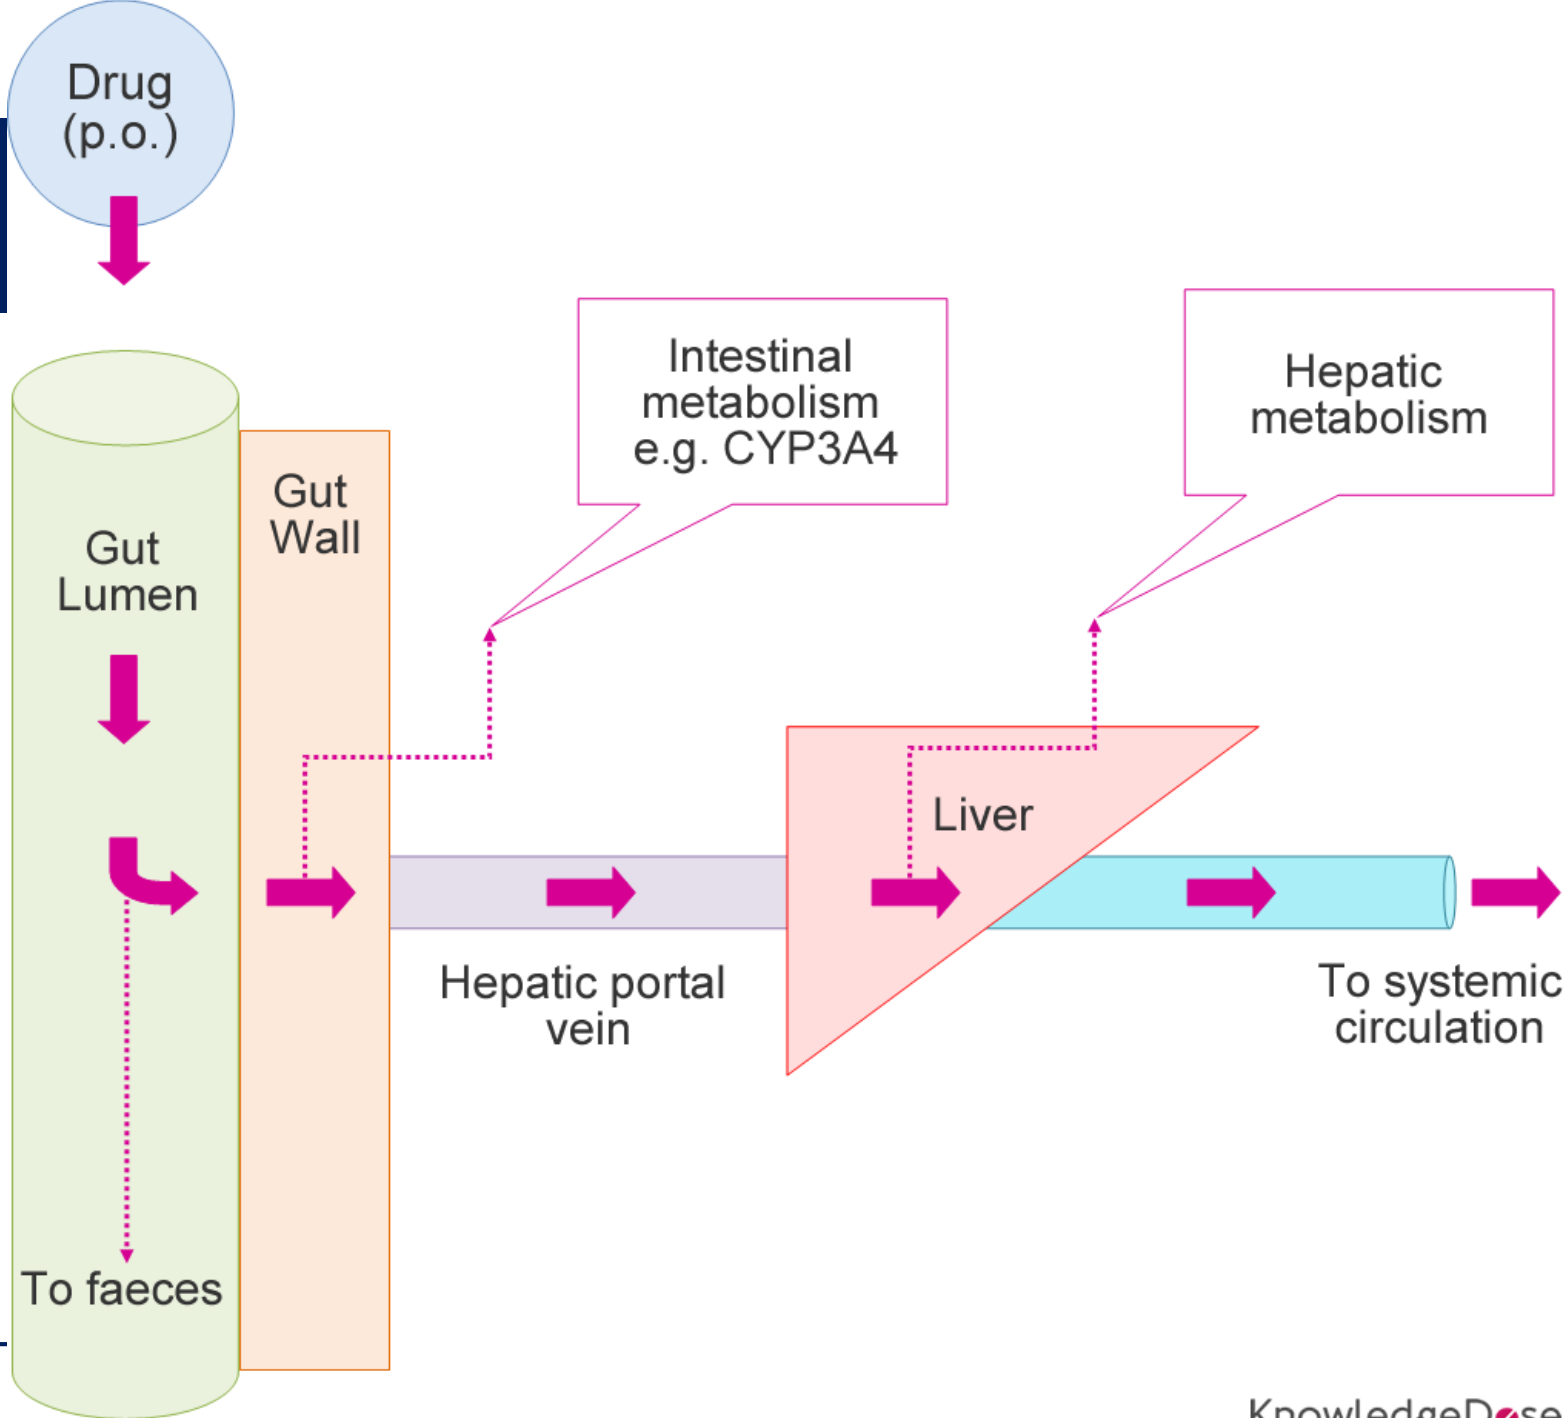 Drug
(p.o.)
Intestinal
metabolism
e.g. CYP3A4
Hepatic
metabolism
Gut
Wall
Gut
Lumen
Liver
Hepatic portal
vein
To systemic
circulation
To faeces
KnowledgeDose